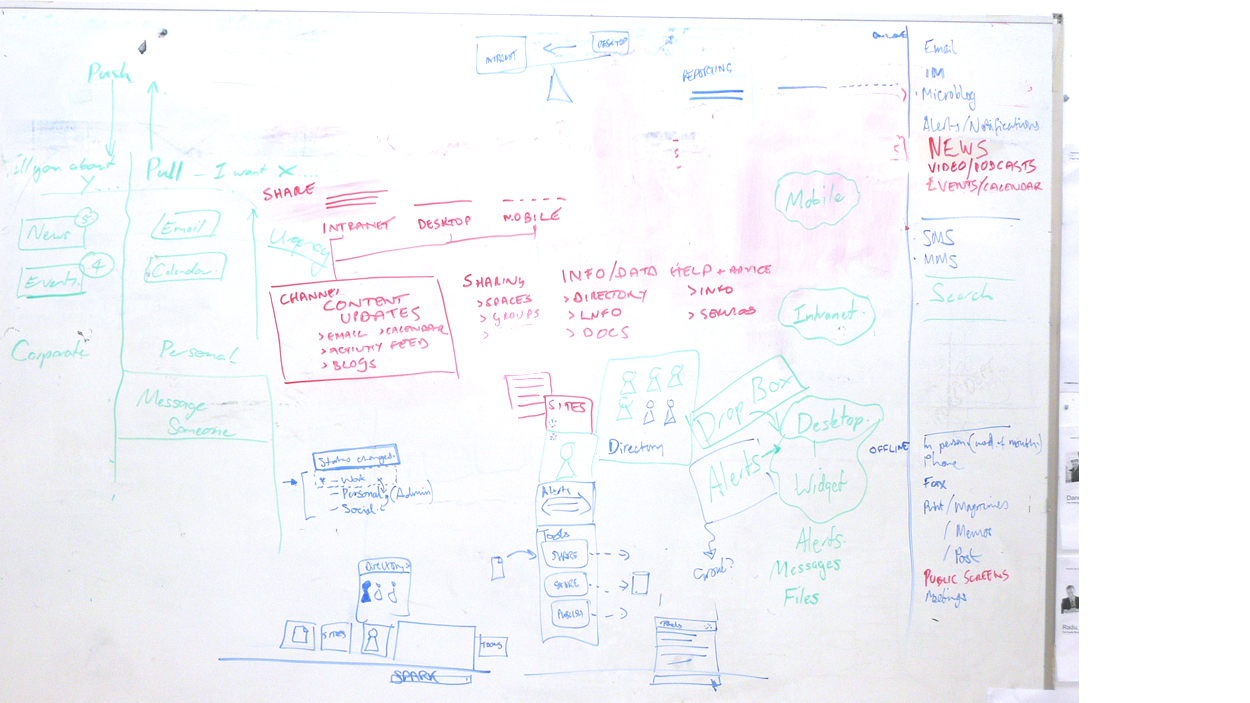 Push
INTRANET
DESKTOP
REPORTING
ONLINE
Email
IM
Microblog
Alerts/Notifications
NEWS
VIDEO/PODCASTS
EVENTS/CALENDAR
SMS
MMS
Search
ill you about
Y...
Pull - I want X...
News
5
Events
4
Email
Calendar
Urgency
Corporate
Personal
Message
Someone
SHARE
INTRANET
DESKTOP
MOBILE
CHANNEL
CONTENT
UPDATES
> EMAIL > CALENDAR
> ACTIVITY FEED
> BLOGS
SHARING
> SPACES
> GROUPS
>
INFO/DATA
> DIRECTORY
> INFO
> DOCS
HELP + ADVICE
> INFO
> SERVICES
Mobile
Intranet
SITES
Directory
Drop Box
Desktop
Widget
Alerts
Alerts
Messages
Files
Status changed
- Work
- Personal (Admin)
- Social
Alerts
Tools
SHARE
STORE
PUBLISH
DIRECTORY >
SITES
TOOLS
SPARK
OFFLINE
In person (word of mouth)
Phone
Fax
Print/Magazines
/Memos
/Post
PUBLIC SCREENS
Meetings